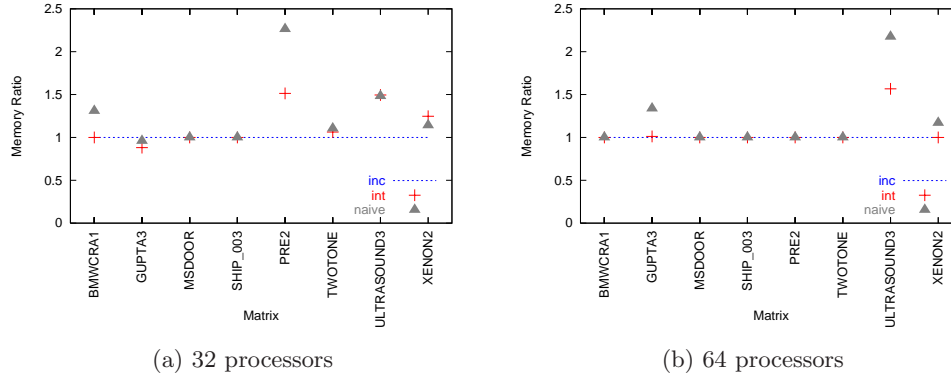 2.5
2
1.5
1
0.5
0
Memory Ratio
inc
int
naive
BMWCRA1
GUPTA3
MSDOOR
SHIP_003
PRE2
TWOTONE
ULTRASOUND3
XENON2
Matrix
(a) 32 processors
2.5
2
1.5
1
0.5
0
Memory Ratio
inc
int
naive
BMWCRA1
GUPTA3
MSDOOR
SHIP_003
PRE2
TWOTONE
ULTRASOUND3
XENON2
Matrix
(b) 64 processors